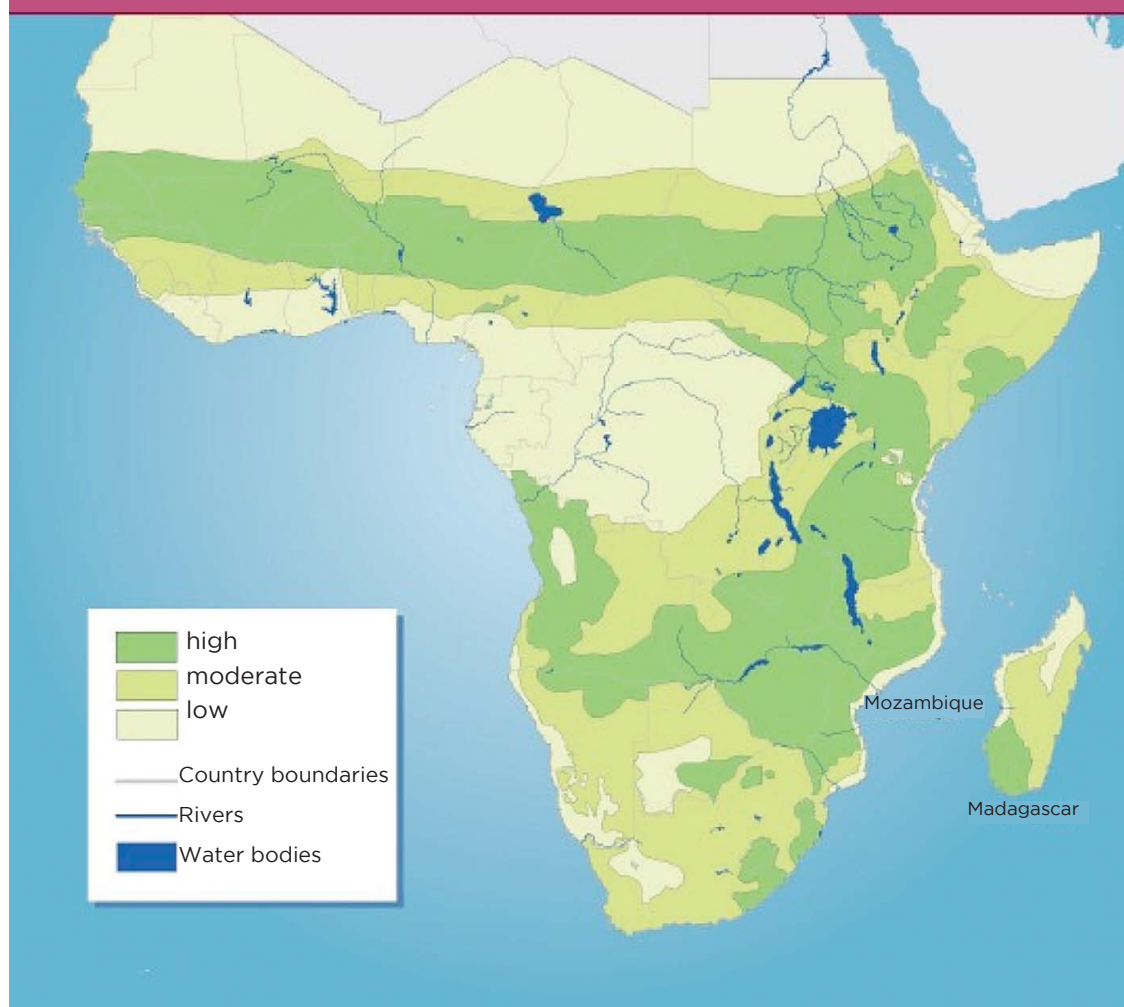 high
moderate
low
Country boundaries
Rivers
Water bodies
Mozambique
Madagascar